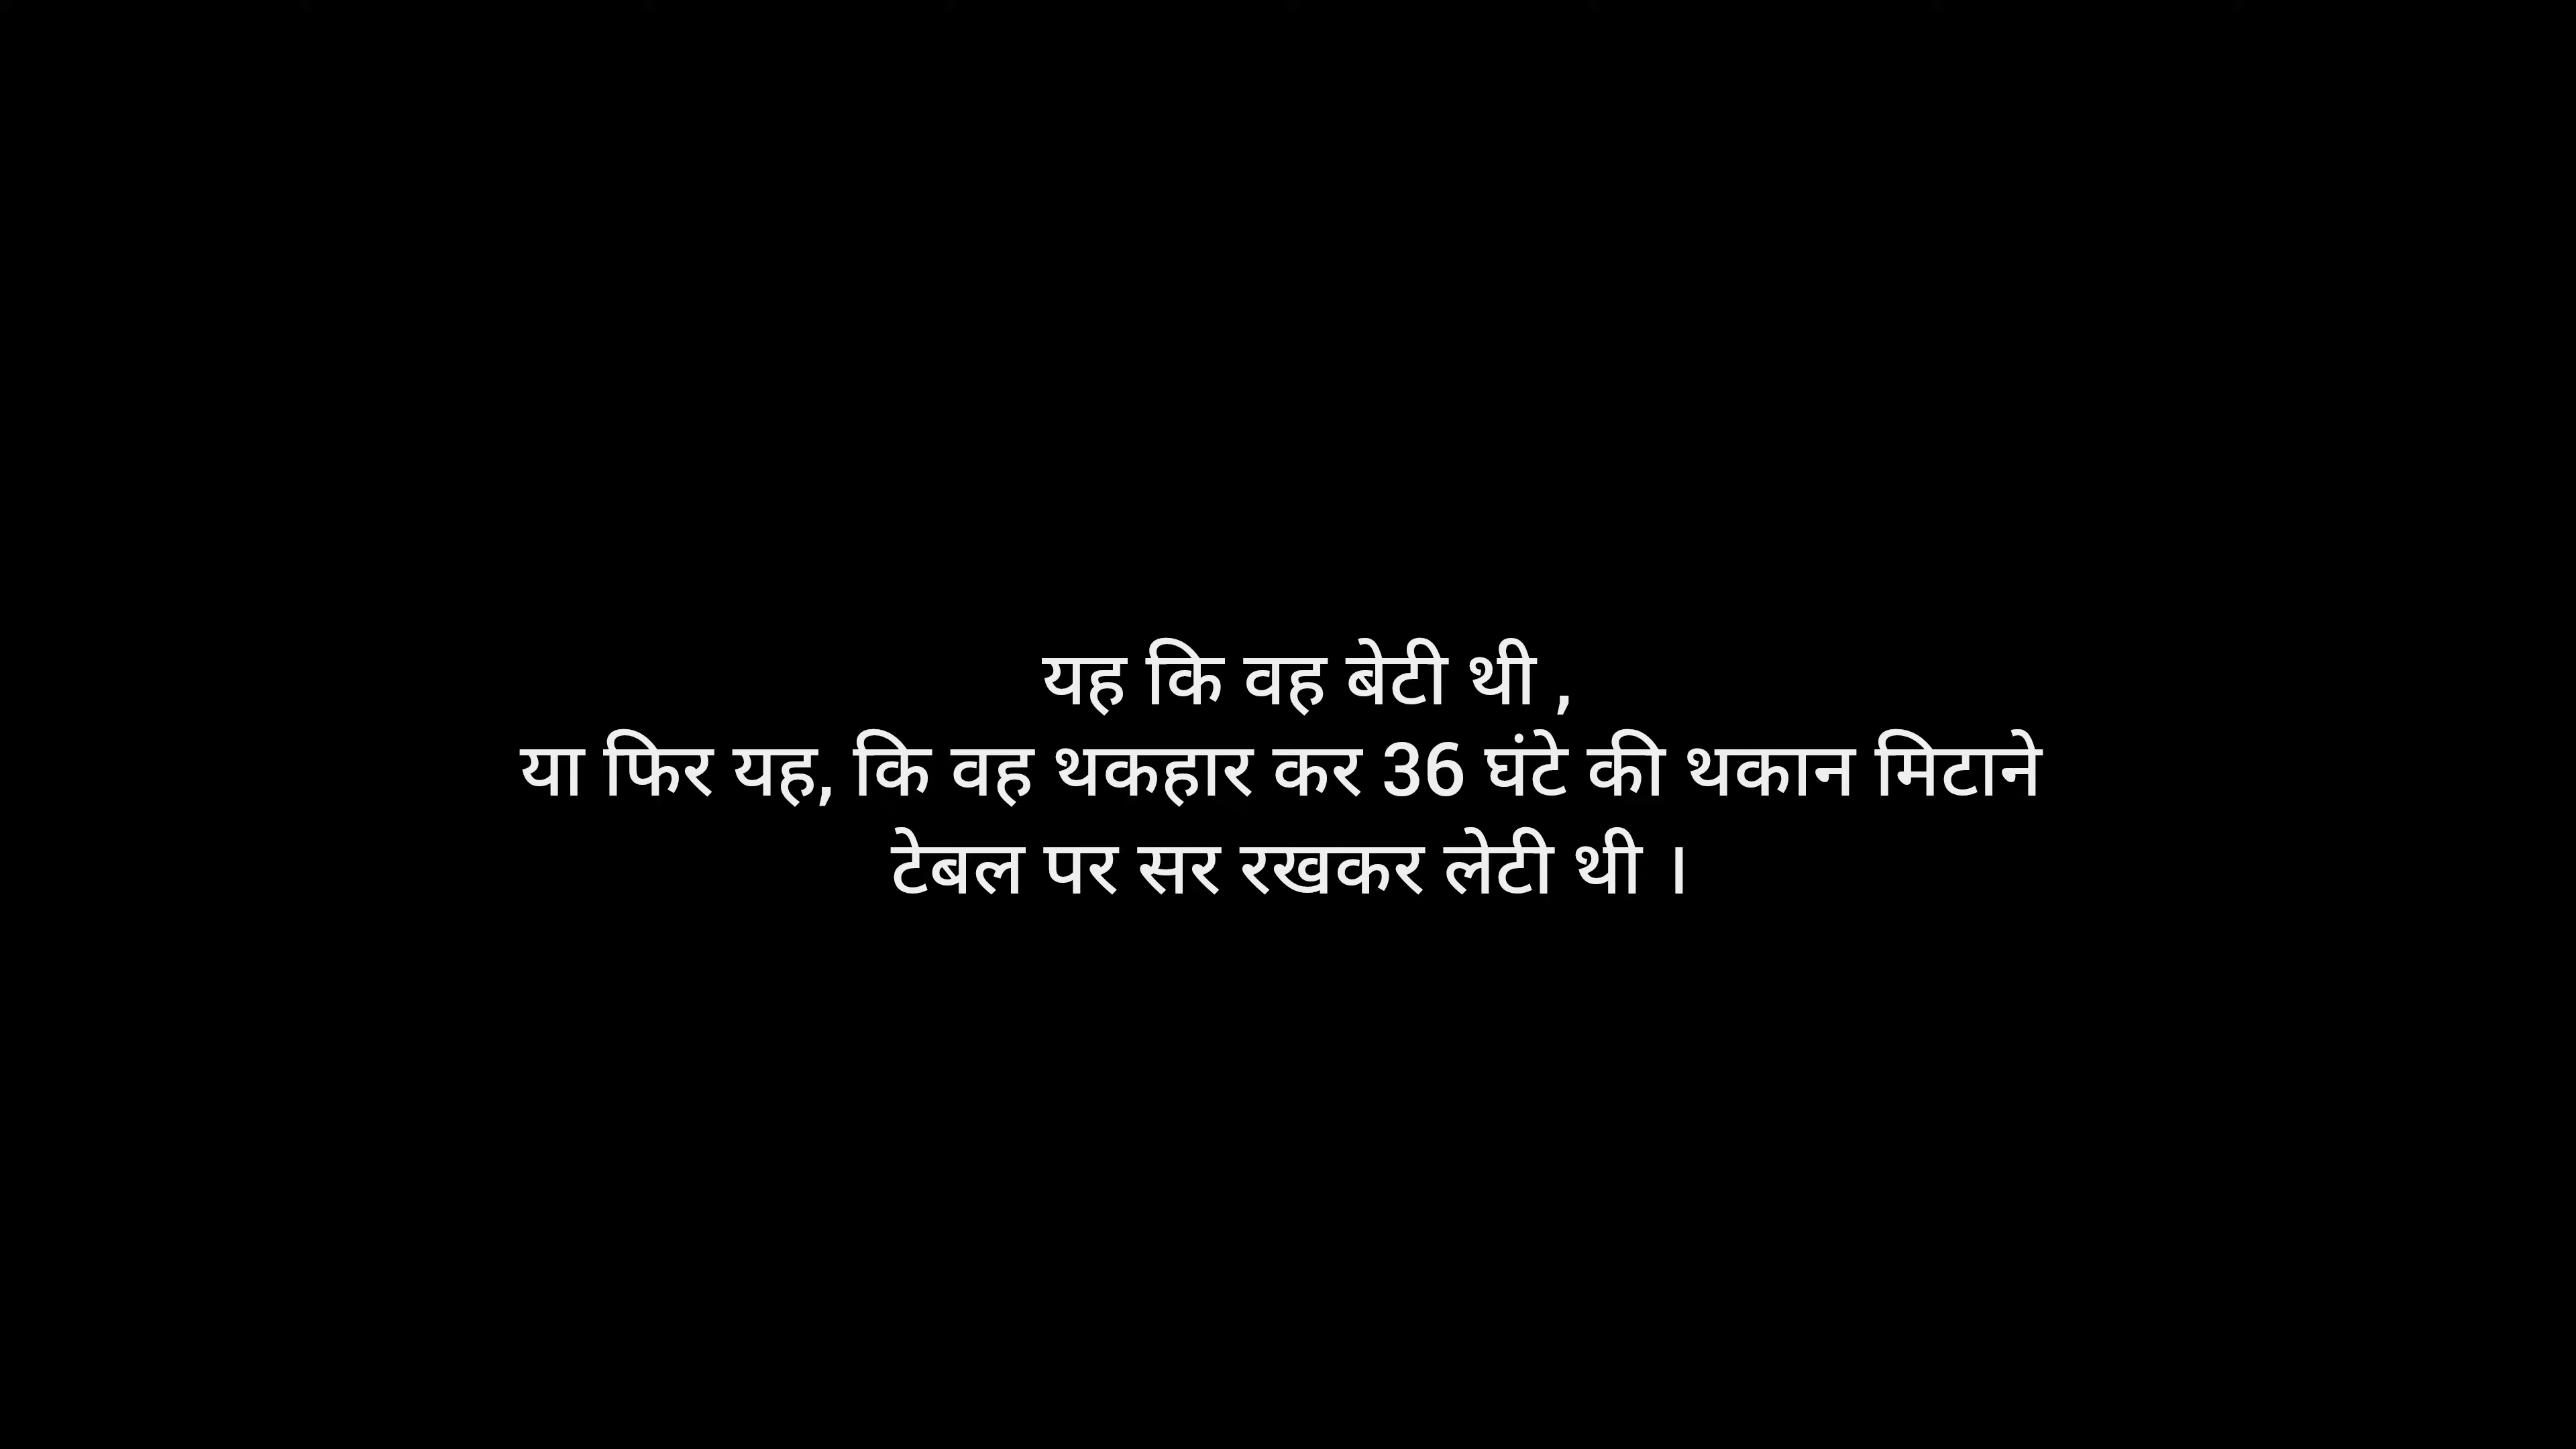 यह कि वह बेटी थी ,
या फिर यह, कि वह थकहार कर 36 घंटे की थकान मिटाने
टेबल पर सर रखकर लेटी थी ।